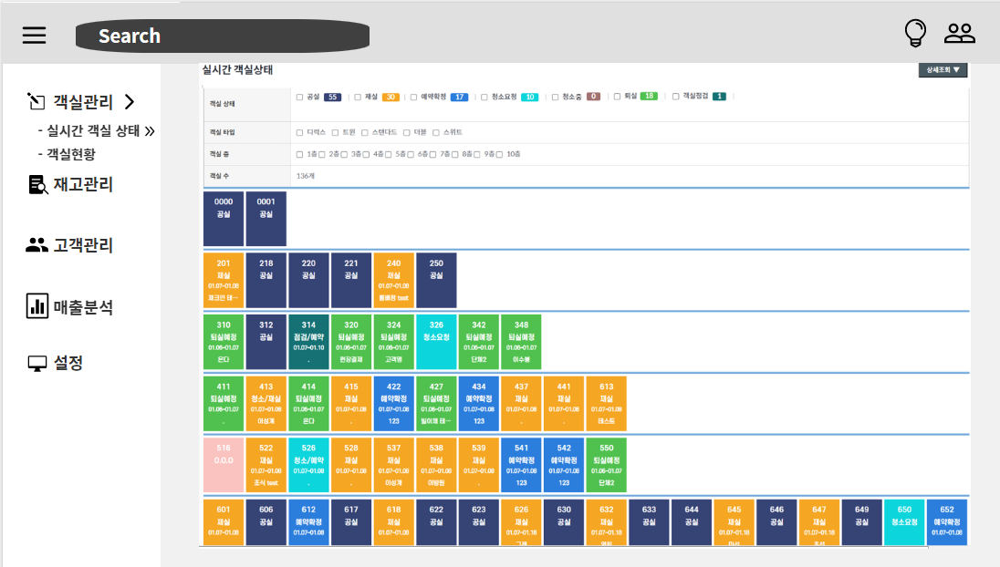 Search
객실관리
- 실시간 객실 상태
- 객실현황
재고관리
고객관리
매출분석
설정
실시간 객실상태
상세조회 ▼
객실 상태 공실 55 재실 30 예약확정 17 청소요청 10 청소중 0 퇴실 18 객실점검 1
객실 타입 디럭스 트윈 스탠다드 더블 스위트
객실 층 1층 2층 3층 4층 5층 6층 7층 8층 9층 10층
객실 수 136개
0000 0001
공실 공실
201 218 220 221 240 250
재실 공실 공실 공실 재실 공실
01.07~01.08 01.07~01.08
체크인 테… 룸배정 test
310 312 314 320 324 326 342 348
퇴실예정 공실 점검/예약 퇴실예정 퇴실예정 청소요청 퇴실예정 퇴실예정
01.06~01.07 01.07~01.10 01.06~01.07 01.06~01.07 01.06~01.07 01.06~01.07
온다 . 현장결제 고객명 단체2 이수봉
411 413 414 415 422 427 434 437 441 613
퇴실예정 청소/재실 퇴실예정 재실 예약확정 퇴실예정 예약확정 재실 재실 재실
01.06~01.07 01.07~01.08 01.06~01.07 01.07~01.08 01.07~01.08 01.06~01.07 01.07~01.08 01.07~01.08 01.07~01.08 01.07~01.08
. 이성계 온다 . 123 빌이체 테… 123 . . 테스트
516 522 526 528 537 538 539 541 542 550
0.0.0 재실 청소/예약 재실 재실 재실 재실 예약확정 예약확정 퇴실예정
01.07~01.08 01.07~01.08 01.07~01.08 01.07~01.08 01.07~01.08 01.07~01.08 01.07~01.08 01.07~01.08 01.06~01.07
조식 test . . 이성계 이방원 . 123 123 단체2
601 606 612 617 618 622 623 626 630 632 633 644 645 646 647 649 650 652
재실 공실 예약확정 공실 재실 공실 공실 재실 공실 재실 공실 공실 재실 공실 재실 공실 청소요청 예약확정
01.07~01.08 01.07~01.08 01.07~01.08 01.07~01.18 01.07~01.18 01.07~01.18 01.07~01.18 01.07~01.08